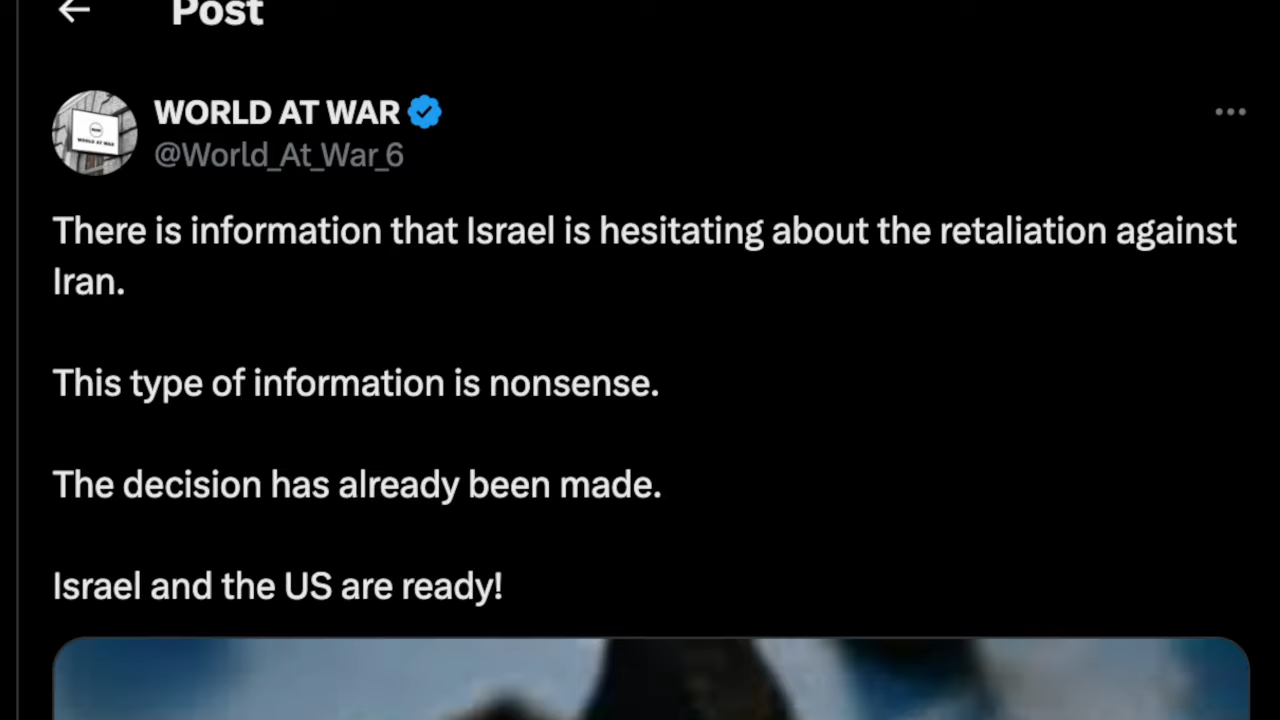 Post
WORLD AT WAR
@World_At_War_6
There is information that Israel is hesitating about the retaliation against
Iran.
This type of information is nonsense.
The decision has already been made.
Israel and the US are ready!